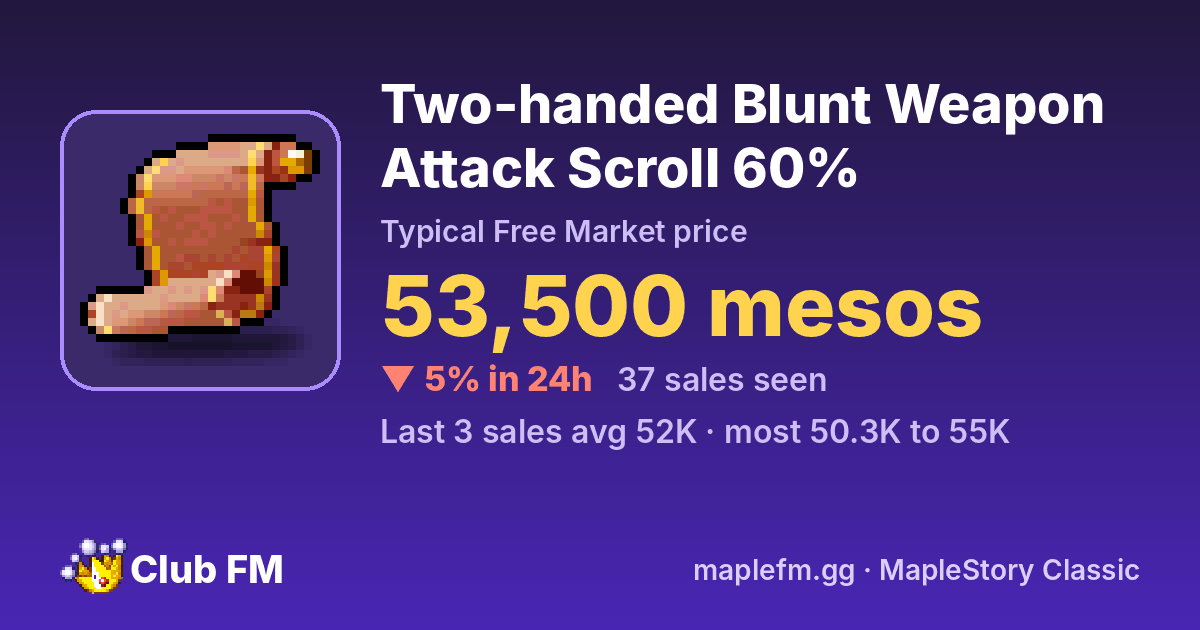 Two-handed Blunt Weapon
Attack Scroll 60%
Typical Free Market price
53,500 mesos
▼ 5% in 24h 37 sales seen
Last 3 sales avg 52K · most 50.3K to 55K
Club FM
maplefm.gg · MapleStory Classic